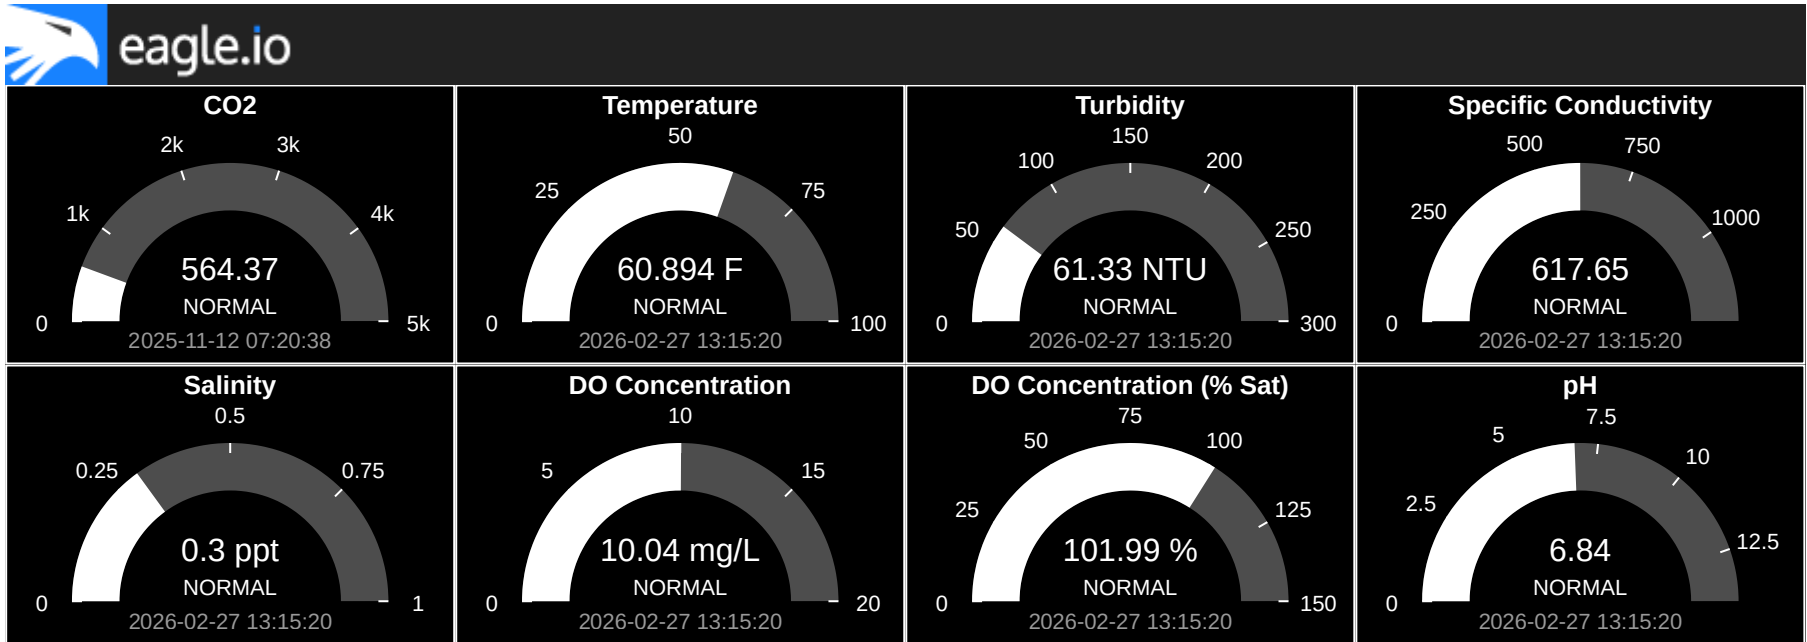 eagle.io
CO2
2k
3k
1k
4k
564.37
NORMAL
0
5k
2025-11-12 07:20:38
Temperature
50
25
75
60.894 F
NORMAL
0
100
2026-02-27 13:15:20
Turbidity
150
100
200
50
250
61.33 NTU
NORMAL
0
300
2026-02-27 13:15:20
Specific Conductivity
500
750
250
1000
617.65
NORMAL
0
2026-02-27 13:15:20
Salinity
0.5
0.25
0.75
0.3 ppt
NORMAL
0
1
2026-02-27 13:15:20
DO Concentration
10
5
15
10.04 mg/L
NORMAL
0
20
2026-02-27 13:15:20
DO Concentration (% Sat)
75
50
100
25
125
101.99 %
NORMAL
0
150
2026-02-27 13:15:20
pH
7.5
5
10
2.5
12.5
6.84
NORMAL
0
2026-02-27 13:15:20